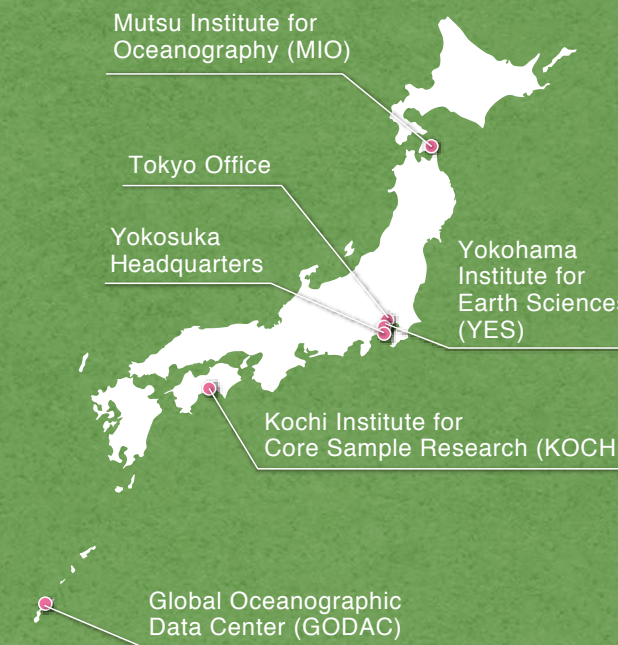 Mutsu Institute for
Oceanography (MIO)
Tokyo Office
Yokosuka
Headquarters
Yokohama
Institute for
Earth Sciences
(YES)
Kochi Institute for
Core Sample Research (KOCH
Global Oceanographic
Data Center (GODAC)